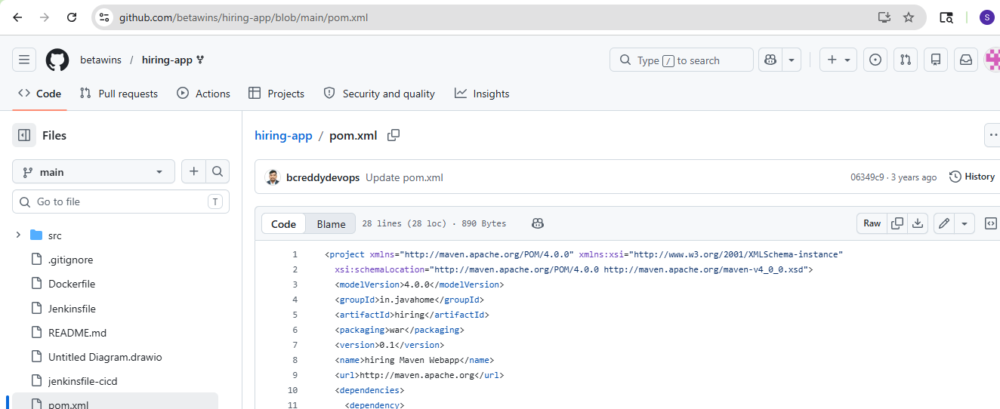 github.com/betawins/hiring-app/blob/main/pom.xml
S
betawins / hiring-app
Type / to search
Code
Pull requests
Actions
Projects
Security and quality
Insights
Files
main
Go to file
T
src
.gitignore
Dockerfile
Jenkinsfile
README.md
Untitled Diagram.drawio
jenkinsfile-cicd
pom.xml
hiring-app / pom.xml
bcreddydevops Update pom.xml
06349c9 · 3 years ago
History
Code
Blame
28 lines (28 loc) · 890 Bytes
Raw
1 <project xmlns="http://maven.apache.org/POM/4.0.0" xmlns:xsi="http://www.w3.org/2001/XMLSchema-instance"
2 xsi:schemaLocation="http://maven.apache.org/POM/4.0.0 http://maven.apache.org/maven-v4_0_0.xsd">
3 <modelVersion>4.0.0</modelVersion>
4 <groupId>in.javahome</groupId>
5 <artifactId>hiring</artifactId>
6 <packaging>war</packaging>
7 <version>0.1</version>
8 <name>hiring Maven Webapp</name>
9 <url>http://maven.apache.org</url>
10 <dependencies>
11 <dependency>